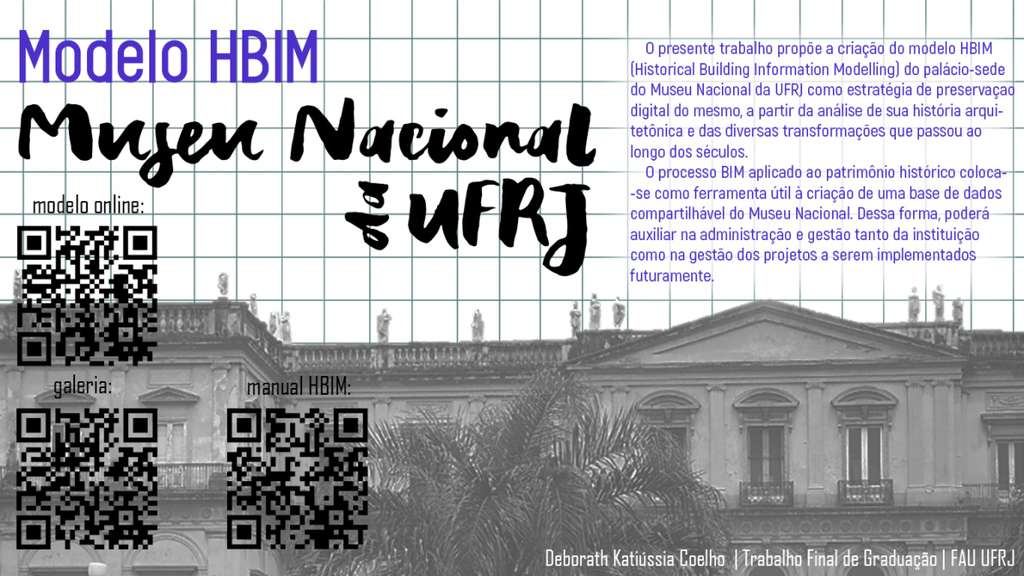 Modelo HBIM
Museu Nacional
da UFRJ
O presente trabalho propõe a criação do modelo HBIM
(Historical Building Information Modelling) do palácio-sede
do Museu Nacional da UFRJ como estratégia de preservaçao
digital do mesmo, a partir da análise de sua história arqui-
tetônica e das diversas transformações que passou ao
longo dos séculos.
O processo BIM aplicado ao patrimônio histórico coloca-
-se como ferramenta útil à criação de uma base de dados
compartilhável do Museu Nacional. Dessa forma, poderá
auxiliar na administração e gestão tanto da instituição
como na gestão dos projetos a serem implementados
futuramente.
modelo online:
galeria:
manual HBIM:
Deborath Katiússia Coelho | Trabalho Final de Graduação | FAU UFRJ